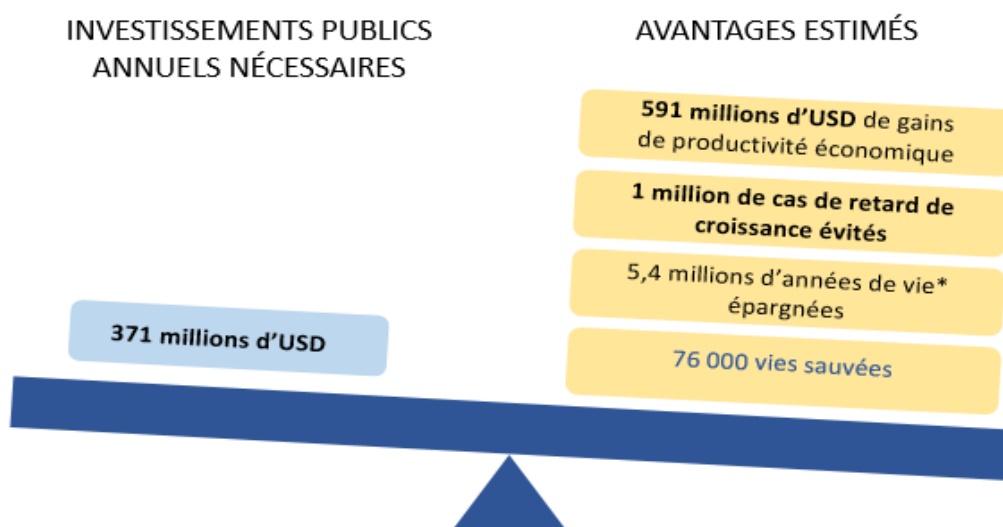 INVESTISSEMENTS PUBLICS
ANNUELS NÉCESSAIRES
371 millions d’USD
AVANTAGES ESTIMÉS
591 millions d’USD de gains
de productivité économique
1 million de cas de retard de
croissance évités
5,4 millions d’années de vie*
épargnées
76 000 vies sauvées